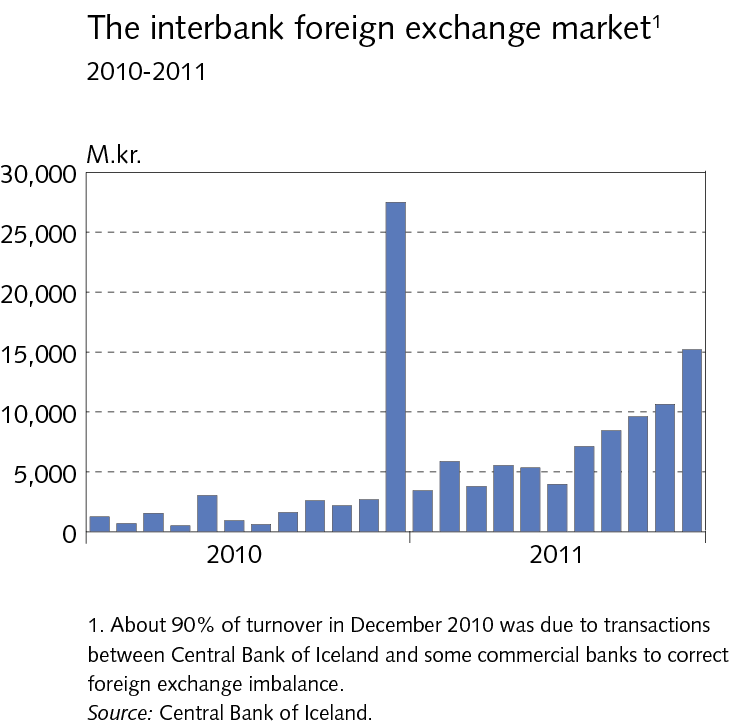 The interbank foreign exchange market¹
2010-2011
M.kr.
30,000
25,000
20,000
15,000
10,000
5,000
0
2010 2011
1. About 90% of turnover in December 2010 was due to transactions
between Central Bank of Iceland and some commercial banks to correct
foreign exchange imbalance.
Source: Central Bank of Iceland.